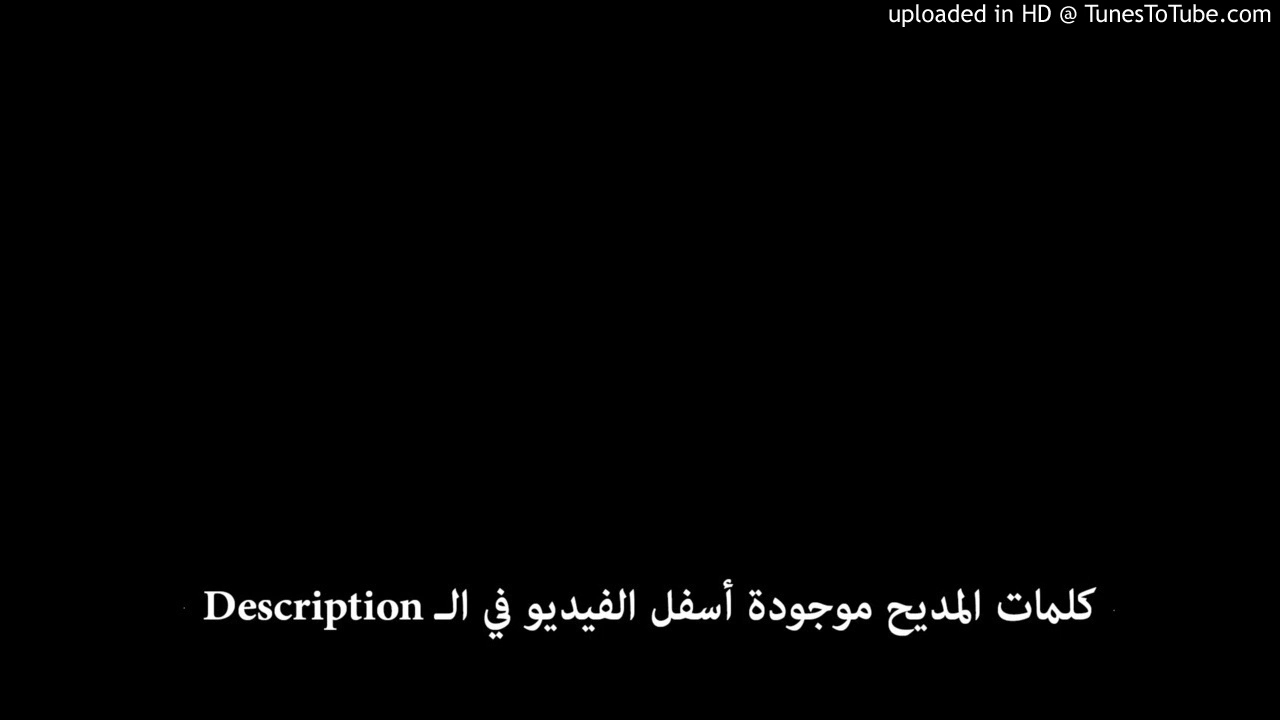 uploaded in HD @ TunesToTube.com
كلمات المديح موجودة أسفل الفيديو في الـ Description